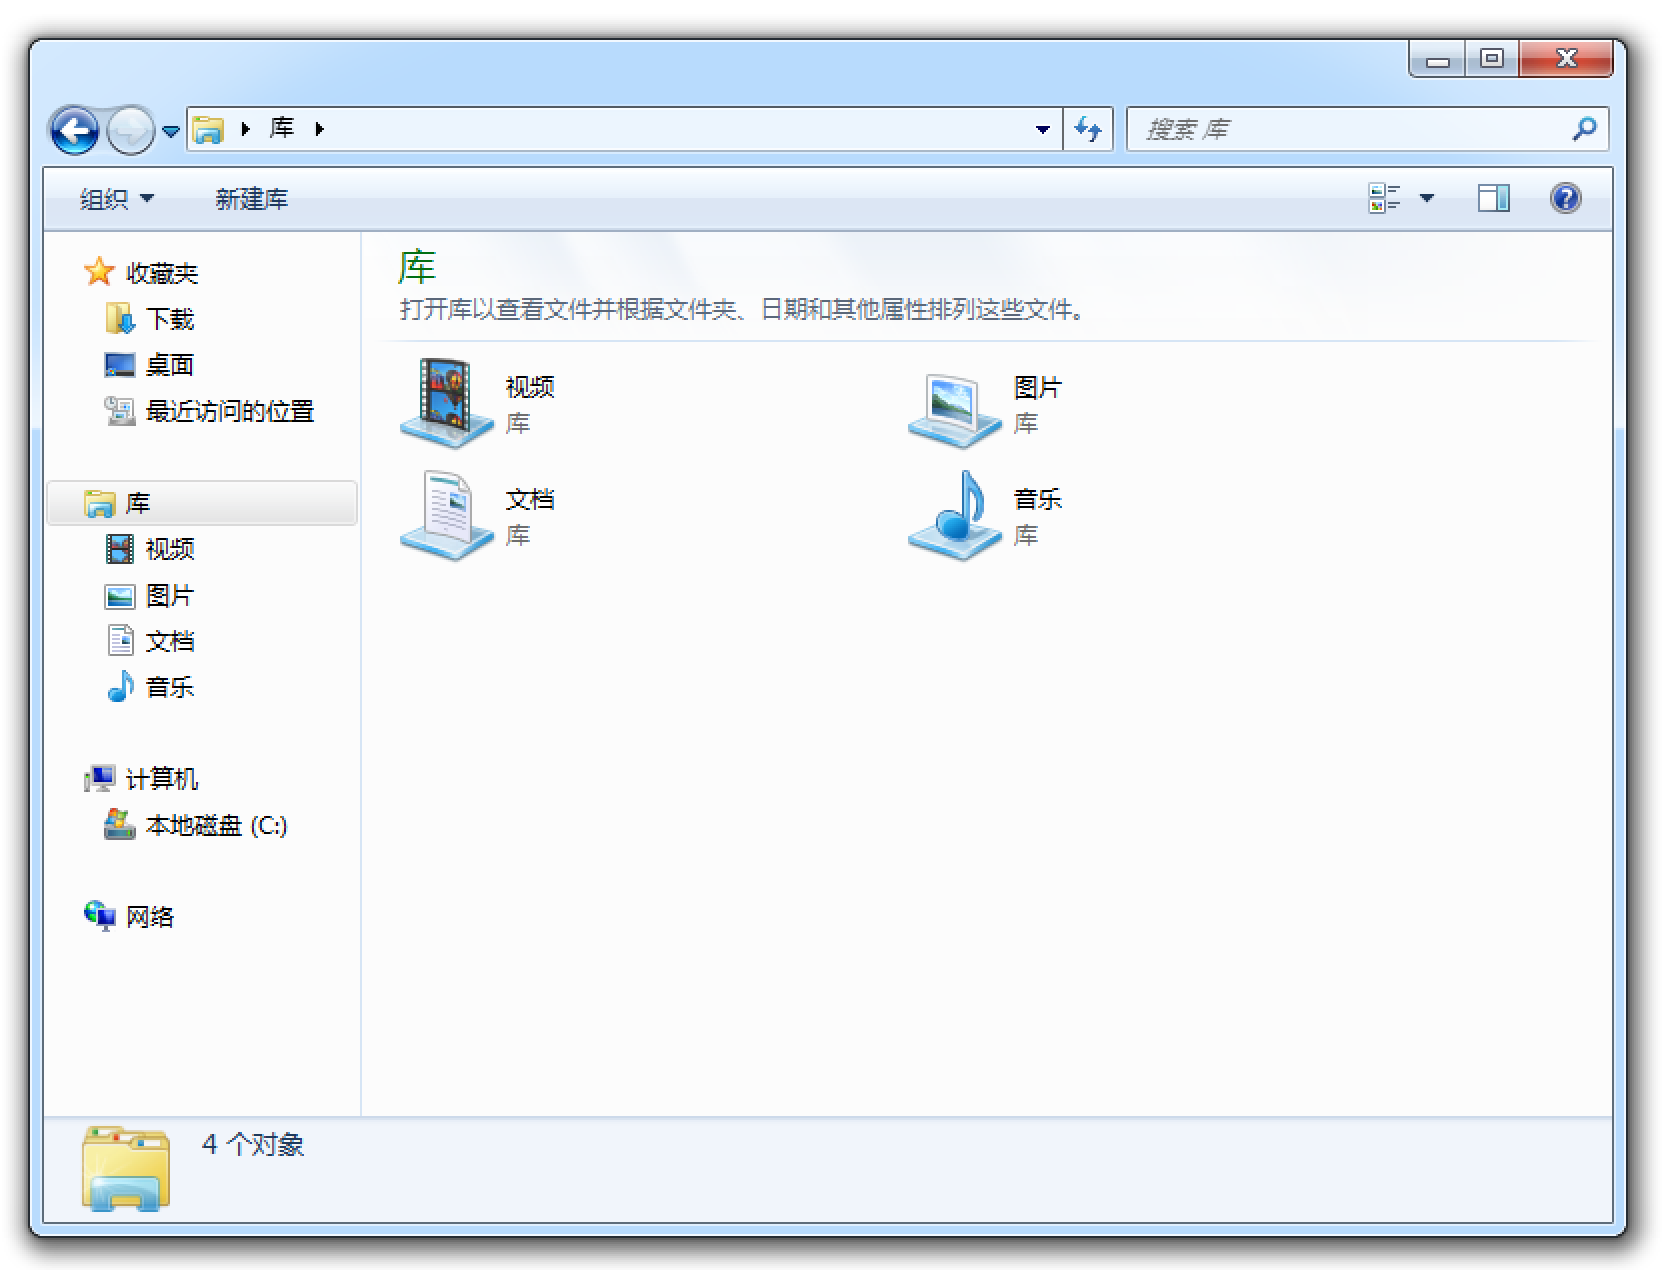 库
搜索 库
组织
新建库
收藏夹
下载
桌面
最近访问的位置
库
视频
图片
文档
音乐
计算机
本地磁盘 (C:)
网络
库
打开库以查看文件并根据文件夹、日期和其他属性排列这些文件。
视频
库
图片
库
文档
库
音乐
库
4 个对象